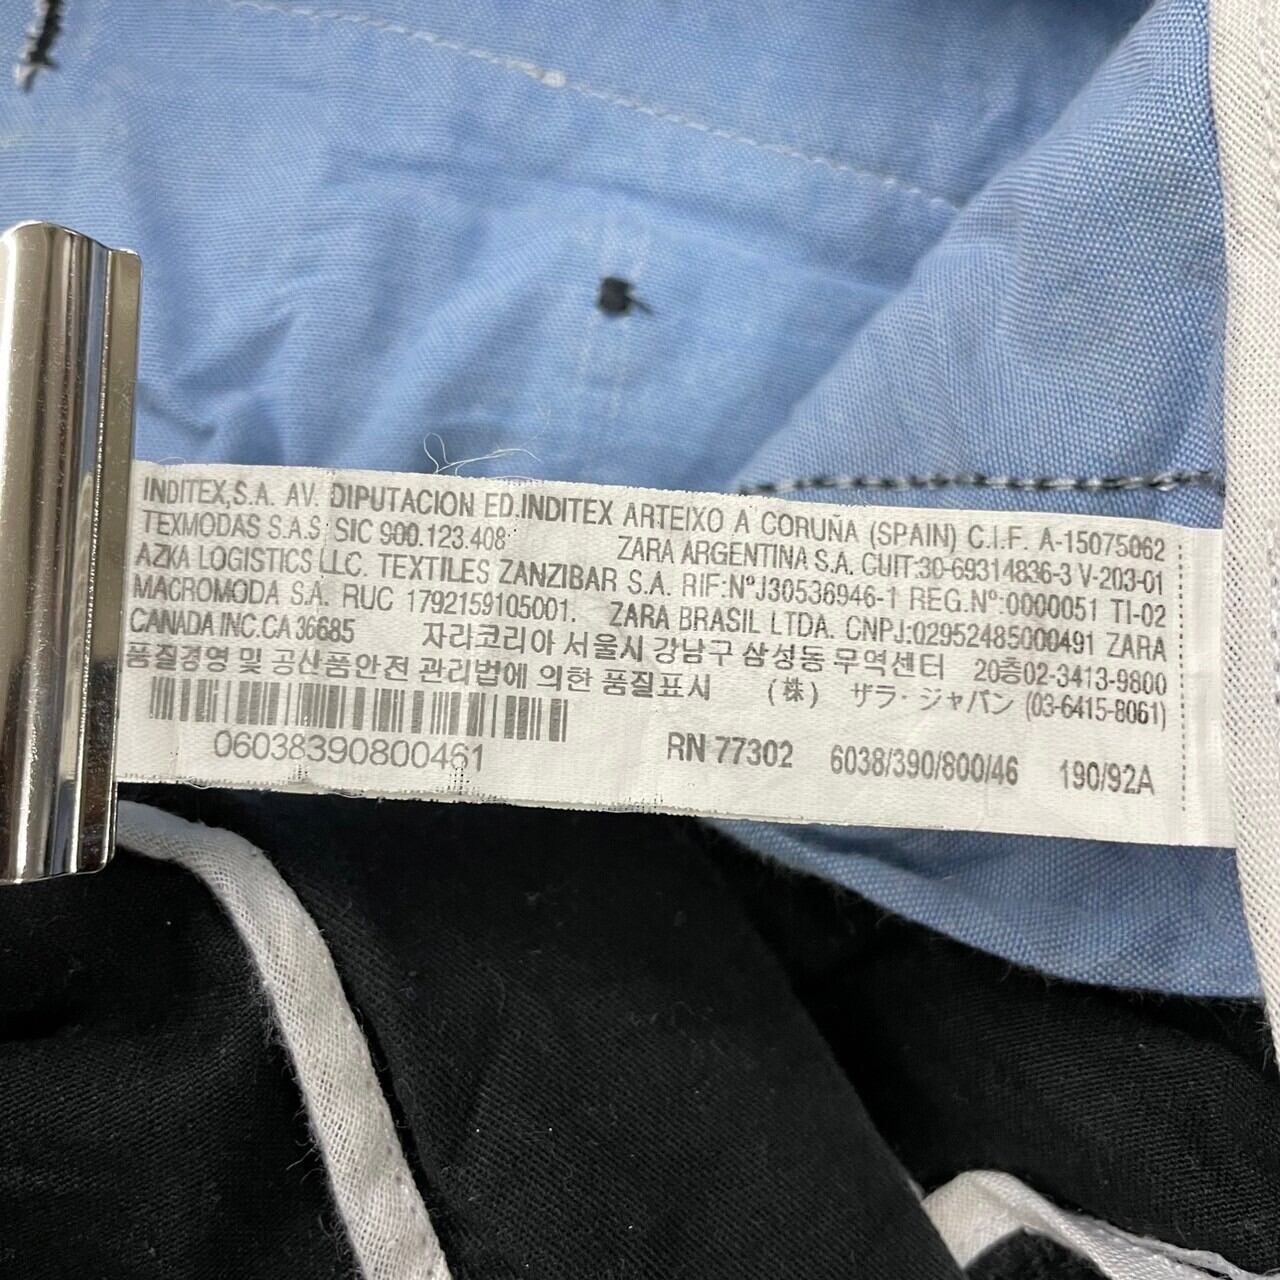 INDITEX,S.A. AV. DIPUTACION ED.INDITEX ARTEIXO A CORUÑA (SPAIN) C.I.F. A-15075062
TEXMODAS S.A.S SIC 900.123.408 ZARA ARGENTINA S.A. CUIT:30-69314836-3 V-203-01
AZKA LOGISTICS LLC. TEXTILES ZANZIBAR S.A. RIF:NºJ30536946-1 REG.Nº:0000051 TI-02
MACROMODA S.A. RUC 1792159105001. ZARA BRASIL LTDA. CNPJ:02952485000491 ZARA
CANADA INC.CA 36685 자라코리아 서울시 강남구 삼성동 무역센터 20층02-3413-9800
품질경영 및 공산품안전 관리법에 의한 품질표시 (株) ザラ・ジャパン (03-6415-8061)
06038390800461 RN 77302 6038/390/800/46 190/92A